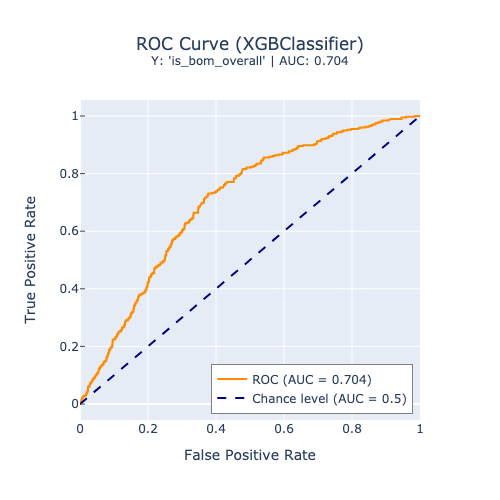 ROC Curve (XGBClassifier)
Y: 'is_bom_overall' | AUC: 0.704
1
0.8
0.6
0.4
0.2
0
True Positive Rate
ROC (AUC = 0.704)
Chance level (AUC = 0.5)
0
0.2
0.4
0.6
0.8
1
False Positive Rate